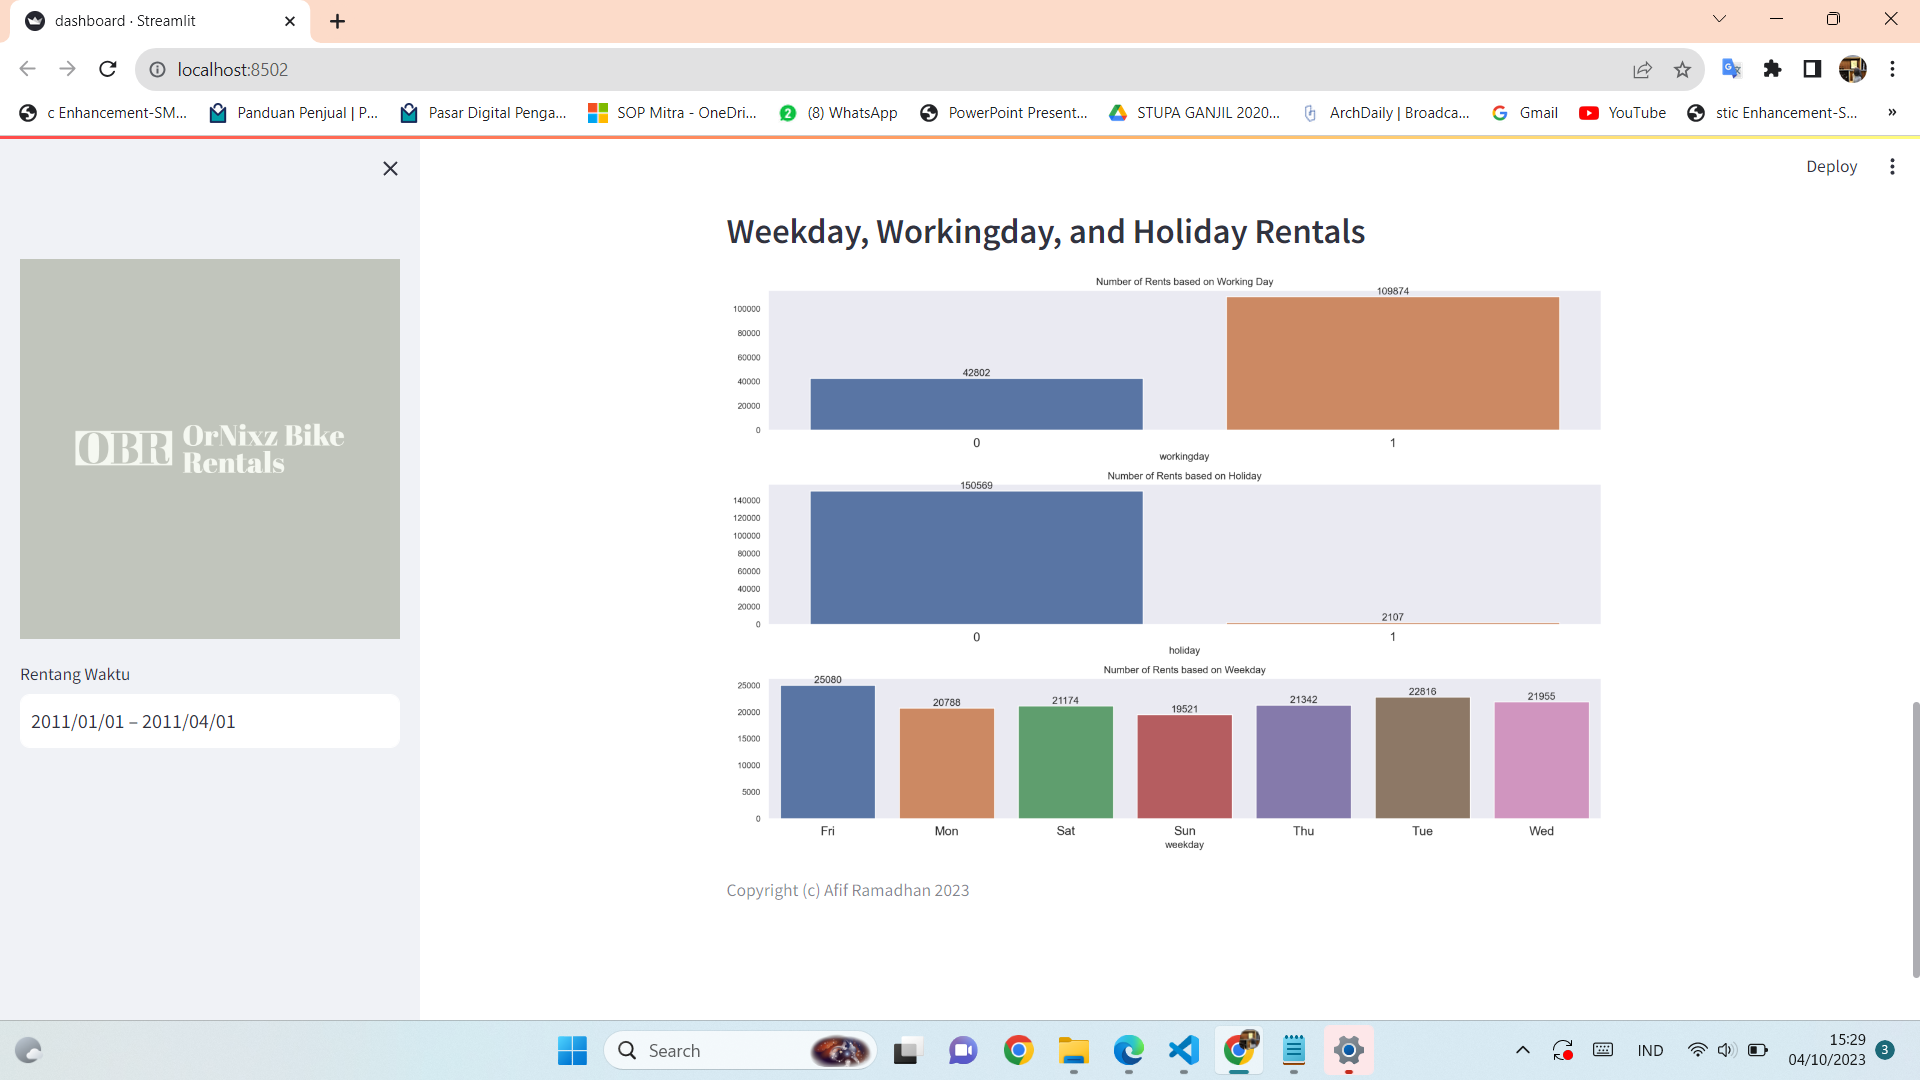 dashboard · Streamlit
localhost:8502
c Enhancement-SM...
Panduan Penjual | P...
Pasar Digital Penga...
SOP Mitra - OneDri...
(8) WhatsApp
PowerPoint Present...
STUPA GANJIL 2020...
ArchDaily | Broadca...
Gmail
YouTube
stic Enhancement-S...
»
Deploy
OBR OrNixz Bike
Rentals
Rentang Waktu
2011/01/01 – 2011/04/01
Weekday, Workingday, and Holiday Rentals
Number of Rents based on Working Day
109874
100000
80000
60000
42802
40000
20000
0
0 1
workingday
Number of Rents based on Holiday
150569
140000
120000
100000
80000
60000
40000
20000
2107
0
0 1
holiday
Number of Rents based on Weekday
25080 20788 21174 19521 21342 22816 21955
25000
20000
15000
10000
5000
0
Fri Mon Sat Sun Thu Tue Wed
weekday
Copyright (c) Afif Ramadhan 2023
Search
IND
15:29
04/10/2023
3